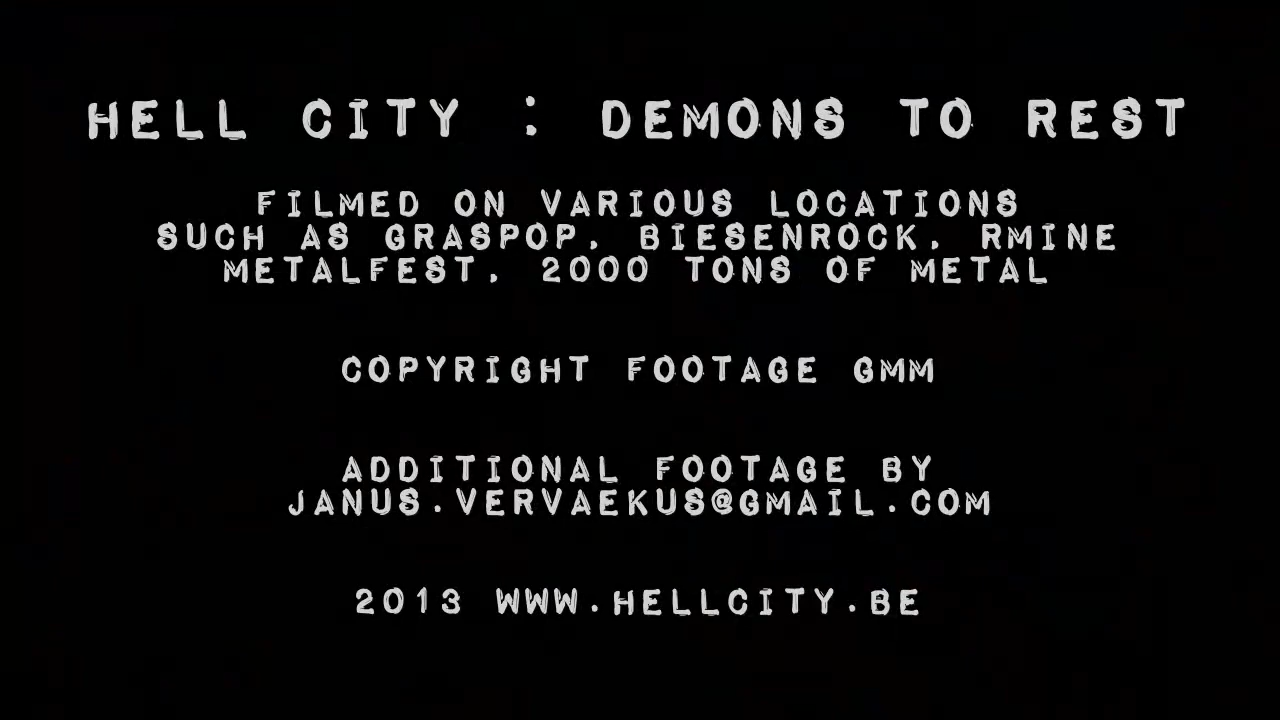 HELL CITY : DEMONS TO REST
FILMED ON VARIOUS LOCATIONS
SUCH AS GRASPOP, BIESENROCK, RMINE
METALFEST, 2000 TONS OF METAL
COPYRIGHT FOOTAGE GMM
ADDITIONAL FOOTAGE BY
JANUS.VERVAEKUS@GMAIL.COM
2013 WWW.HELLCITY.BE